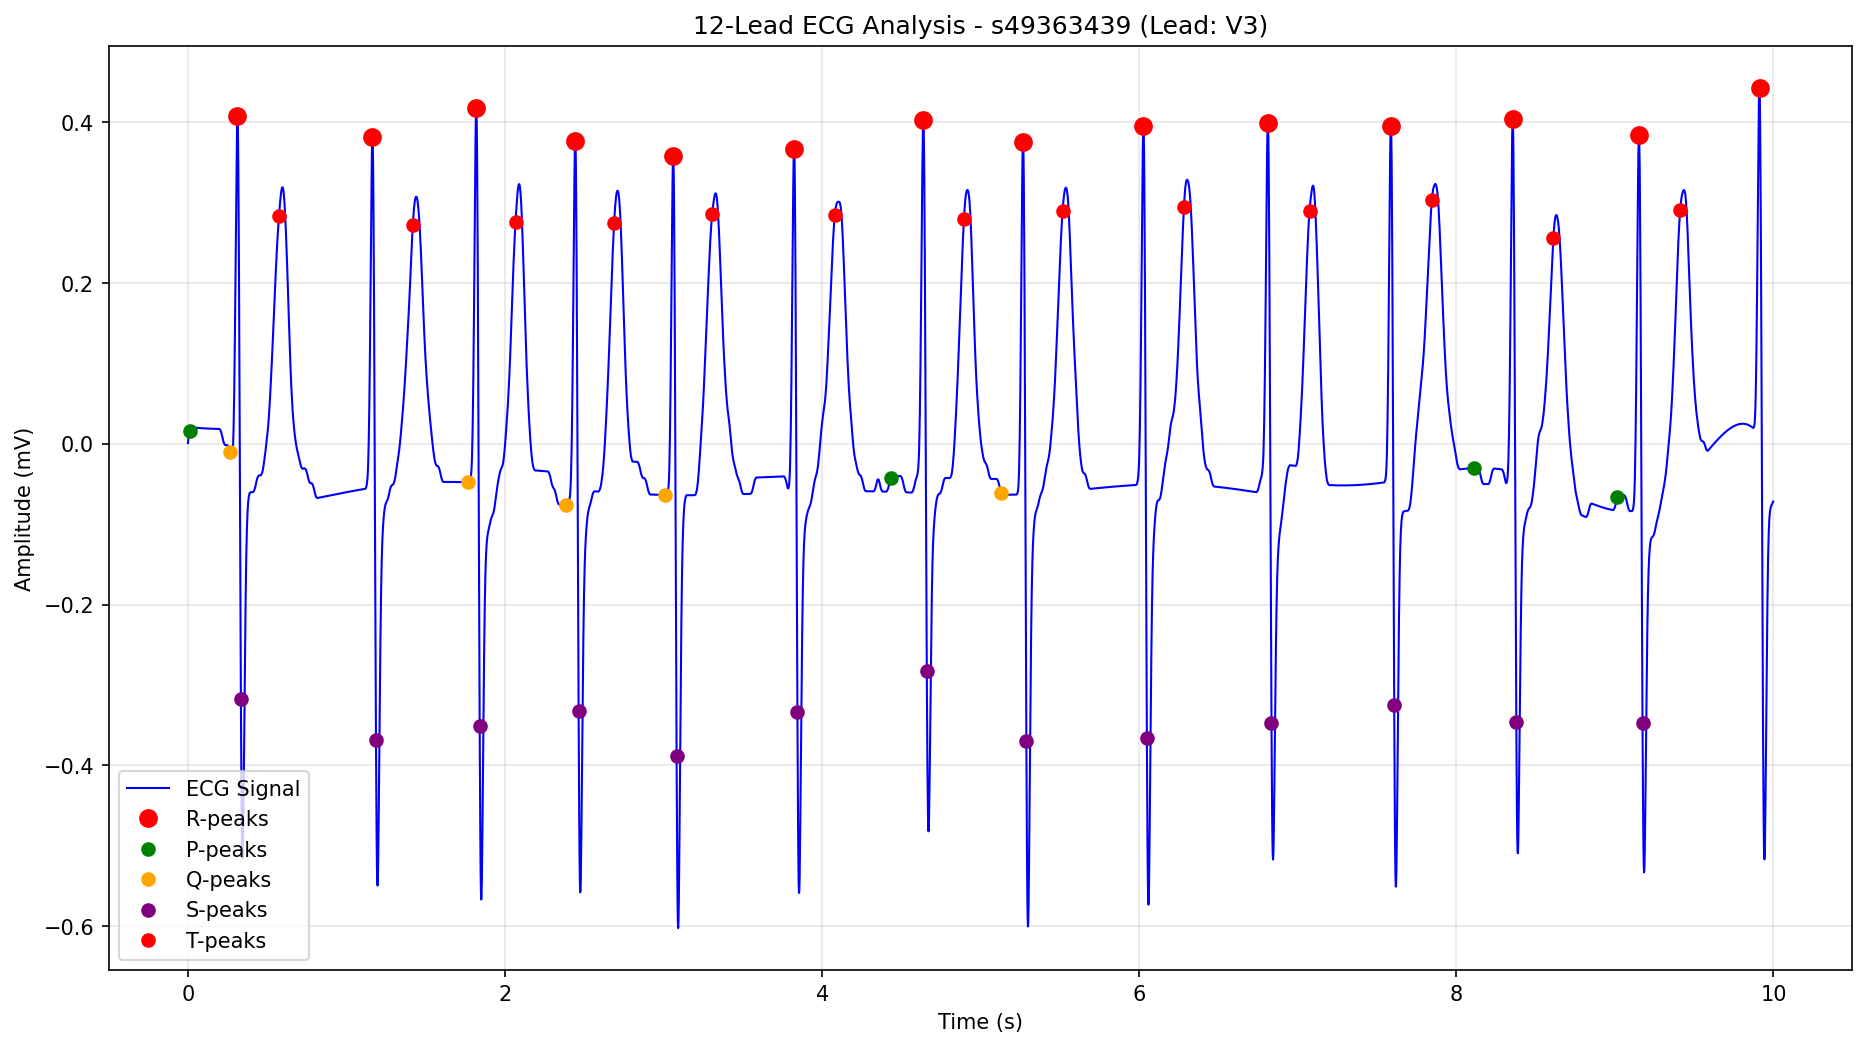 12-Lead ECG Analysis - s49363439 (Lead: V3)
Amplitude (mV)
0.4
0.2
0.0
−0.2
−0.4
−0.6
ECG Signal
R-peaks
P-peaks
Q-peaks
S-peaks
T-peaks
0 2 4 6 8 10
Time (s)